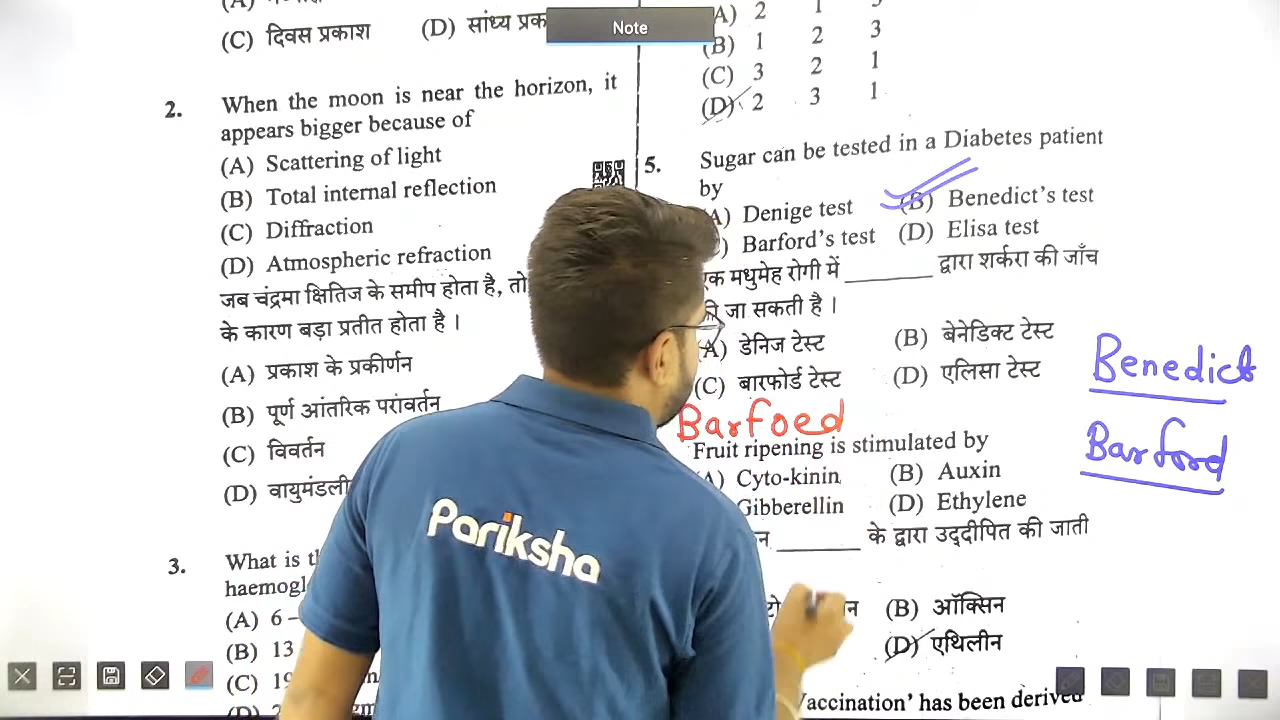 Note
(C) दिवस प्रकाश (D) सांध्य
2. When the moon is near the horizon, it
appears bigger because of
(A) Scattering of light
(B) Total internal reflection
(C) Diffraction
(D) Atmospheric refraction
जब चंद्रमा क्षितिज के समीप होता है, तो
के कारण बड़ा प्रतीत होता है ।
(A) प्रकाश के प्रकीर्णन
(B) पूर्ण आंतरिक परांवर्तन
(C) विवर्तन
(D)
3. What is
(A) 6
(B) 13
(C)
(D)
A) 2 1 3
(B) 1 2 3
(C) 3 2 1
(D) 2 3 1
5. Sugar can be tested in a Diabetes patient
by
A) Denige test (B) Benedict's test
) Barford's test (D) Elisa test
एक मधुमेह रोगी में ________ द्वारा शर्करा की जाँच
की जा सकती है ।
(A) डेनिज टेस्ट (B) बेनेडिक्ट टेस्ट
(C) बारफोर्ड टेस्ट (D) एलिसा टेस्ट
Benedict
Barfoed
Barford
Fruit ripening is stimulated by
A) Cyto-kinin (B) Auxin
Gibberellin (D) Ethylene
________ के द्वारा उद्दीपित की जाती
(B) ऑक्सिन
(D) एथिलीन
Vaccination' has been derived
Pariksha